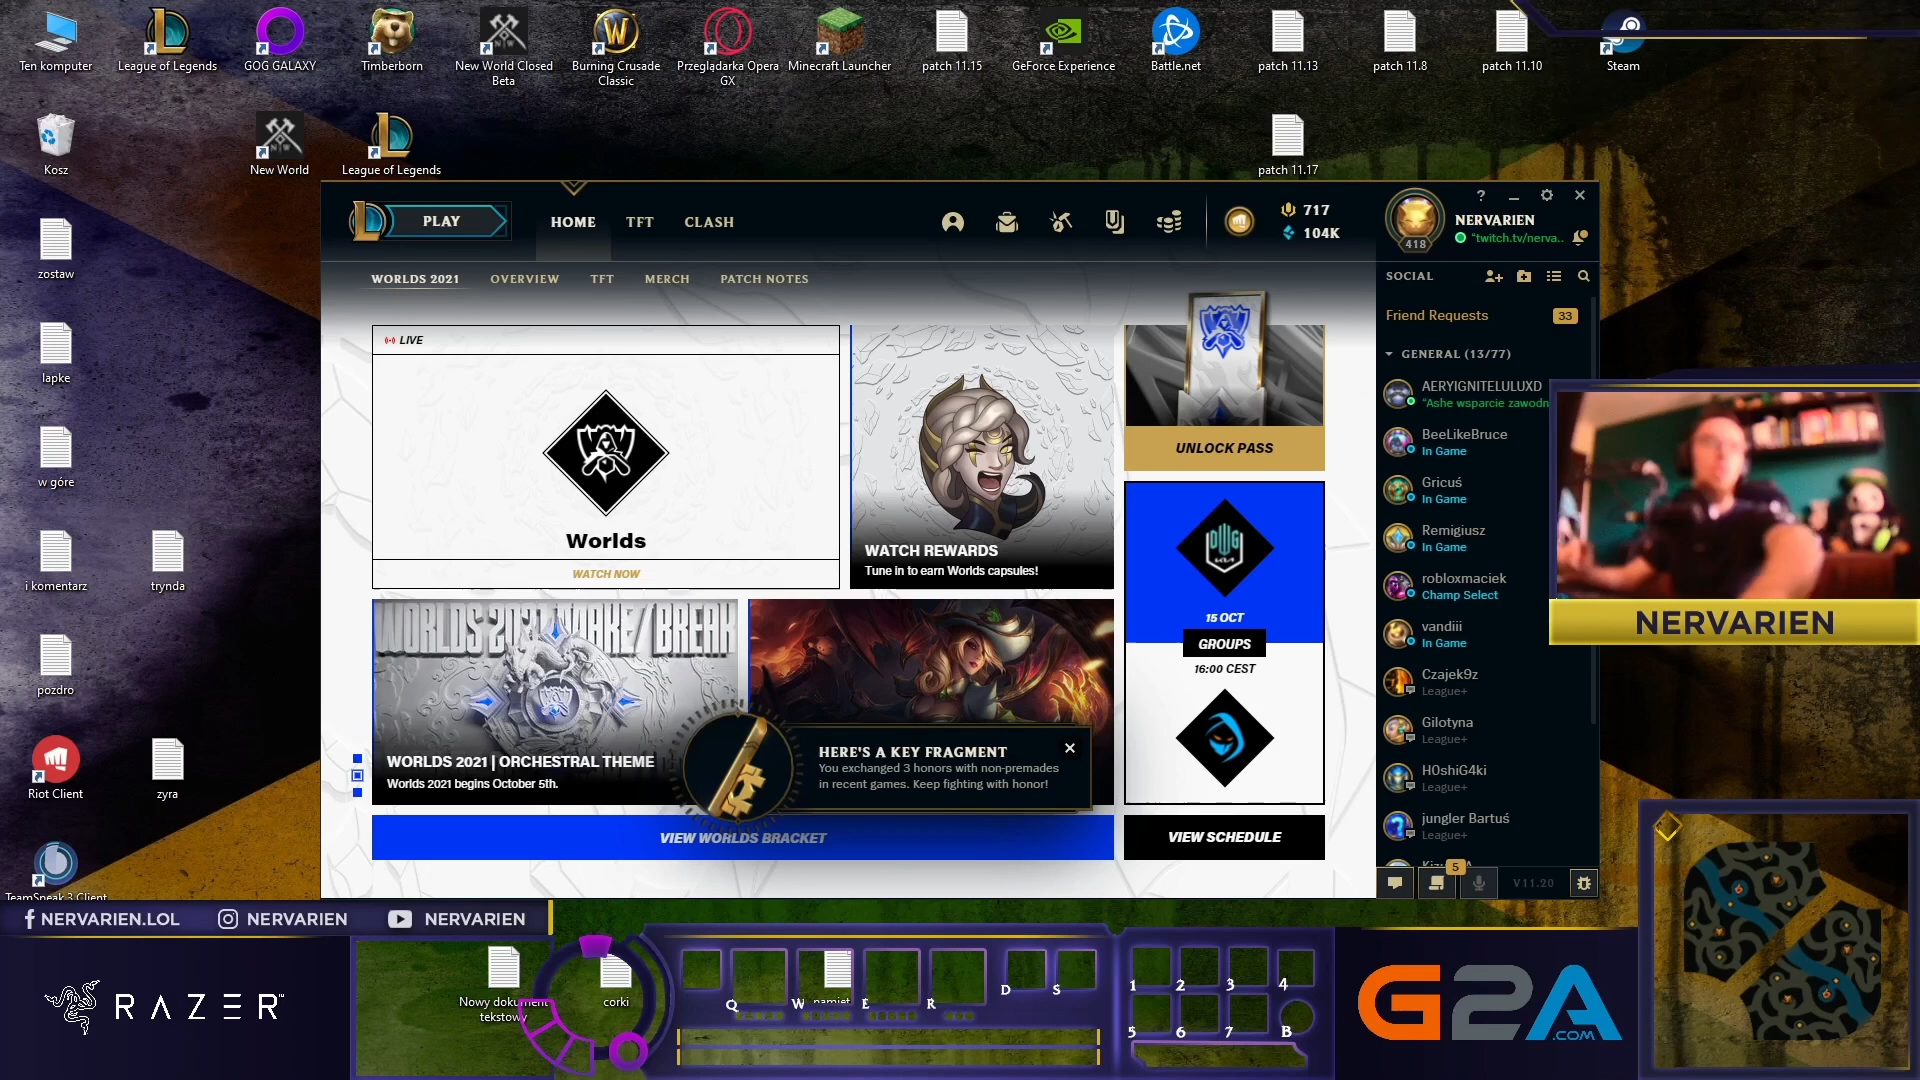 Ten komputer
League of Legends
GOG GALAXY
Timberborn
New World Closed
Beta
Burning Crusade
Classic
Przeglądarka Opera
GX
Minecraft Launcher
patch 11.15
GeForce Experience
Battle.net
patch 11.13
patch 11.8
patch 11.10
Steam
Kosz
New World
League of Legends
patch 11.17
zostaw
lapke
w góre
i komentarz
trynda
pozdro
Riot Client
zyra
TeamSpeak 3 Client
PLAY
HOME
TFT
CLASH
717
104K
418
NERVARIEN
"twitch.tv/nerva..
WORLDS 2021
OVERVIEW
TFT
MERCH
PATCH NOTES
SOCIAL
Friend Requests
33
GENERAL (13/77)
AERYIGNITELULUXD
"Ashe wsparcie zawodn
BeeLikeBruce
In Game
Gricuś
In Game
Remigiusz
In Game
robloxmaciek
Champ Select
vandiii
In Game
Czajek9z
League+
Gilotyna
League+
H0shiG4ki
League+
jungler Bartuś
League+
5
V11.20
LIVE
Worlds
WATCH NOW
WATCH REWARDS
Tune in to earn Worlds capsules!
UNLOCK PASS
15 OCT
GROUPS
16:00 CEST
VIEW SCHEDULE
WORLDS 2021 | ORCHESTRAL THEME
Worlds 2021 begins October 5th.
HERE'S A KEY FRAGMENT
You exchanged 3 honors with non-premades
in recent games. Keep fighting with honor!
VIEW WORLDS BRACKET
NERVARIEN
NERVARIEN.LOL
NERVARIEN
NERVARIEN
RAZER
Nowy dokument
tekstowy
corki
Q
W
E
R
D
S
1
2
3
4
5
6
7
B
G2A
.COM